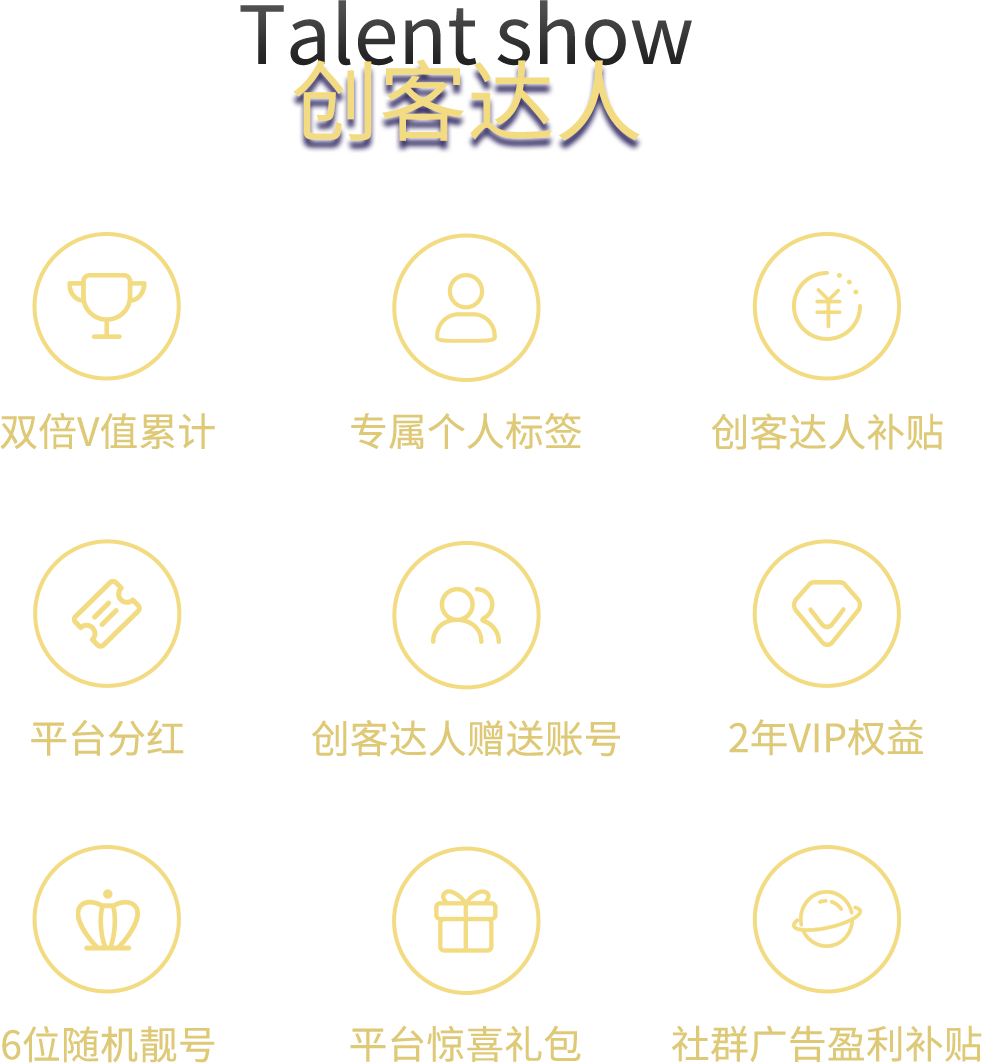 Talent show
创客达人
双倍V值累计
专属个人标签
创客达人补贴
平台分红
创客达人赠送账号
2年VIP权益
6位随机靓号
平台惊喜礼包
社群广告盈利补贴